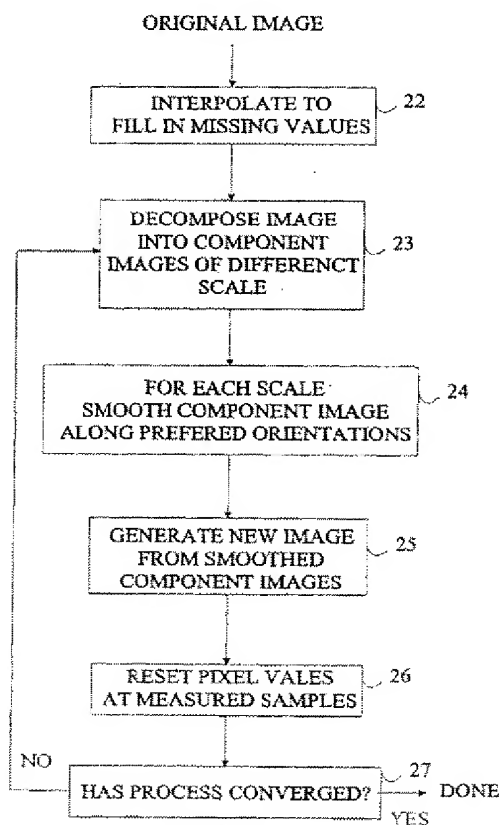 ORIGINAL IMAGE
INTERPOLATE TO
FILL IN MISSING VALUES
22
DECOMPOSE IMAGE
INTO COMPONENT
IMAGES OF DIFFERENCT
SCALE
23
FOR EACH SCALE
SMOOTH COMPONENT IMAGE
ALONG PREFERED ORIENTATIONS
24
GENERATE NEW IMAGE
FROM SMOOTHED
COMPONENT IMAGES
25
RESET PIXEL VALES
AT MEASURED SAMPLES
26
NO
HAS PROCESS CONVERGED?
27
DONE
YES